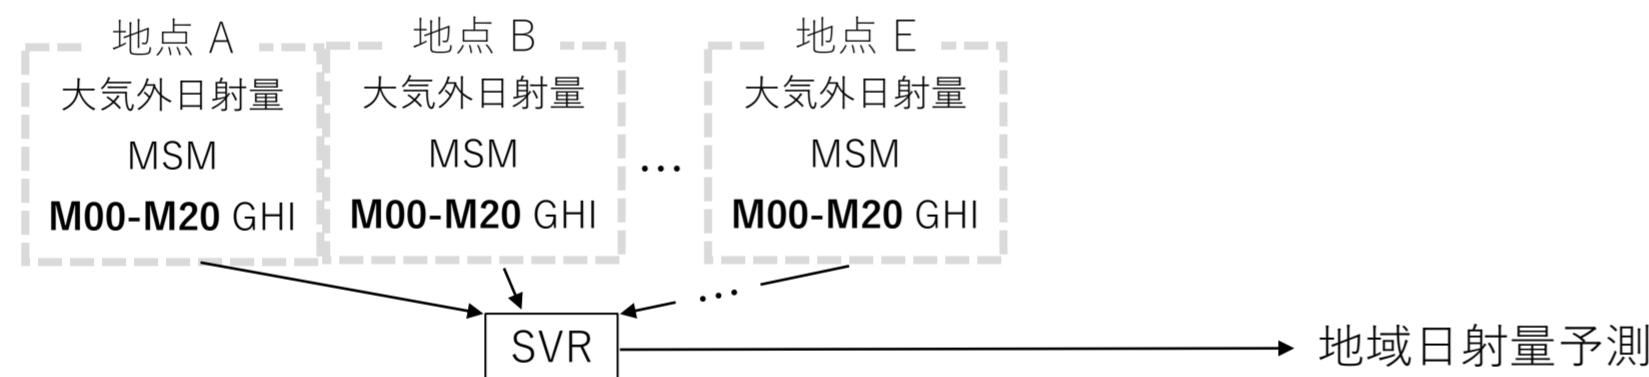 地点 A
大気外日射量
MSM
M00-M20 GHI
地点 B
大気外日射量
MSM
M00-M20 GHI
…
地点 E
大気外日射量
MSM
M00-M20 GHI
…
SVR
地域日射量予測